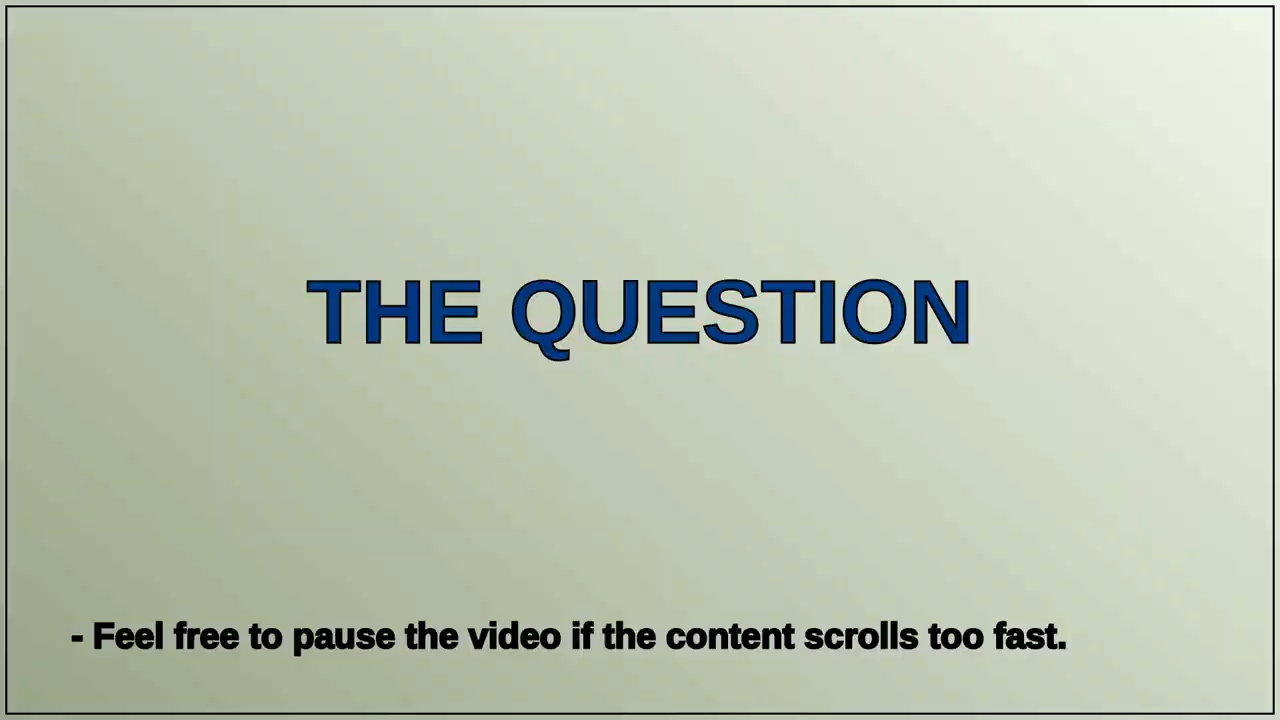 THE QUESTION
- Feel free to pause the video if the content scrolls too fast.